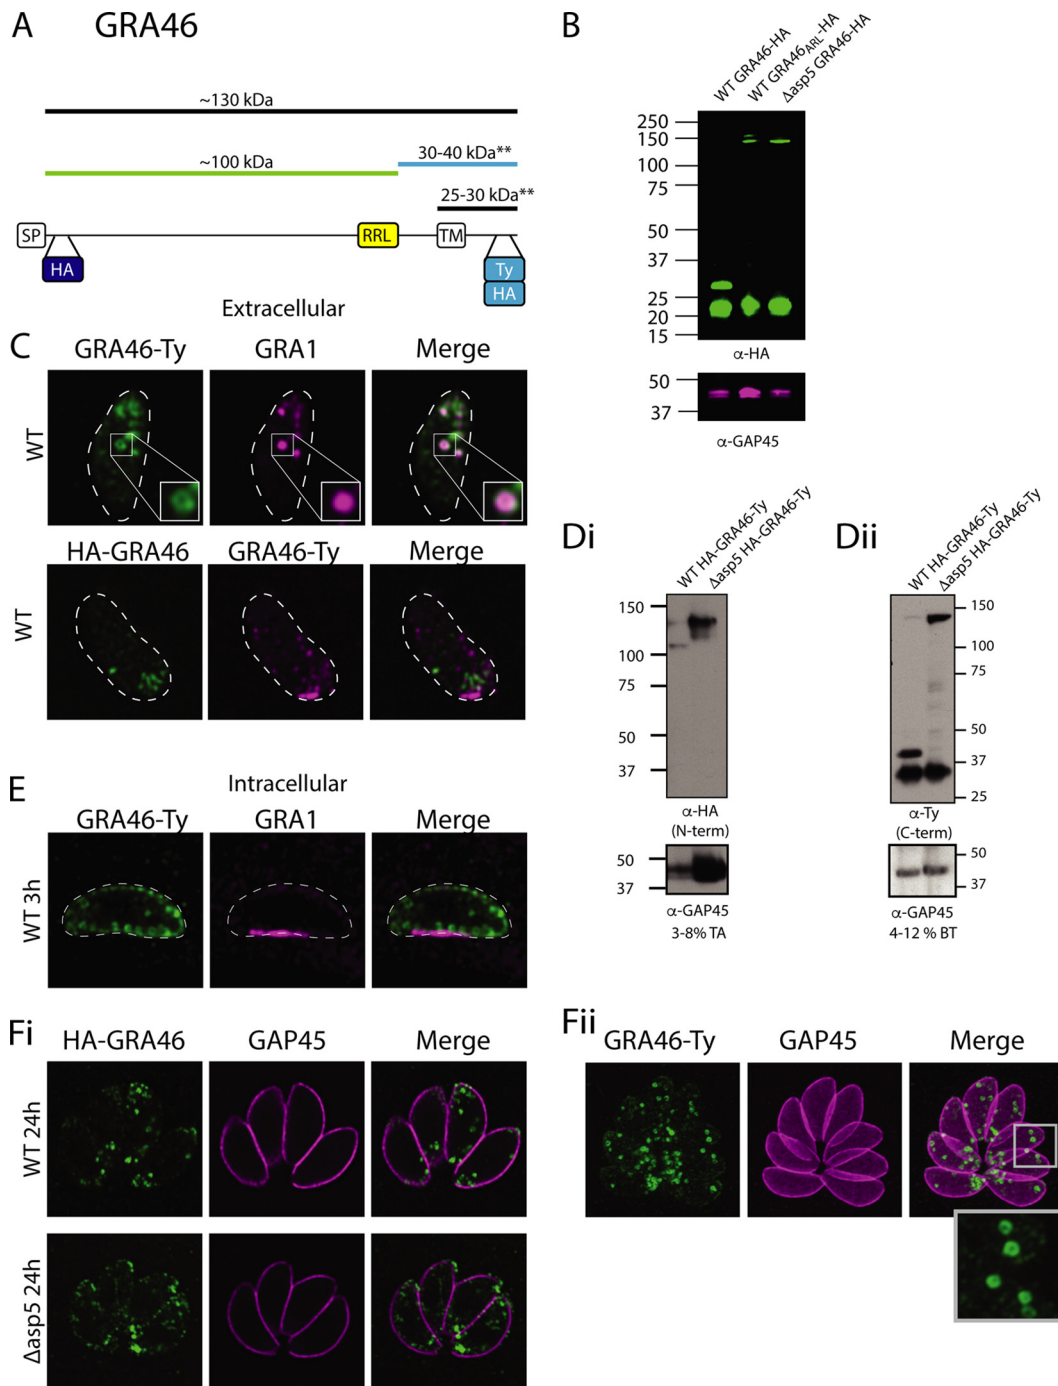 A GRA46
~130 kDa
30-40 kDa**
~100 kDa
25-30 kDa**
SP
RRL
TM
HA
Ty
HA
B
WT GRA46-HA
WT GRA46ARL-HA
Δasp5 GRA46-HA
250
150
100
75
50
37
25
20
15
α-HA
50
37
α-GAP45
Extracellular
C
GRA46-Ty GRA1 Merge
WT
HA-GRA46 GRA46-Ty Merge
WT
Di
WT HA-GRA46-Ty
Δasp5 HA-GRA46-Ty
150
100
75
50
37
α-HA
(N-term)
50
37
α-GAP45
3-8% TA
Dii
WT HA-GRA46-Ty
Δasp5 HA-GRA46-Ty
150
100
75
50
37
25
α-Ty
(C-term)
50
37
α-GAP45
4-12 % BT
E
Intracellular
GRA46-Ty GRA1 Merge
WT 3h
Fi
HA-GRA46 GAP45 Merge
WT 24h
Δasp5 24h
Fii
GRA46-Ty GAP45 Merge